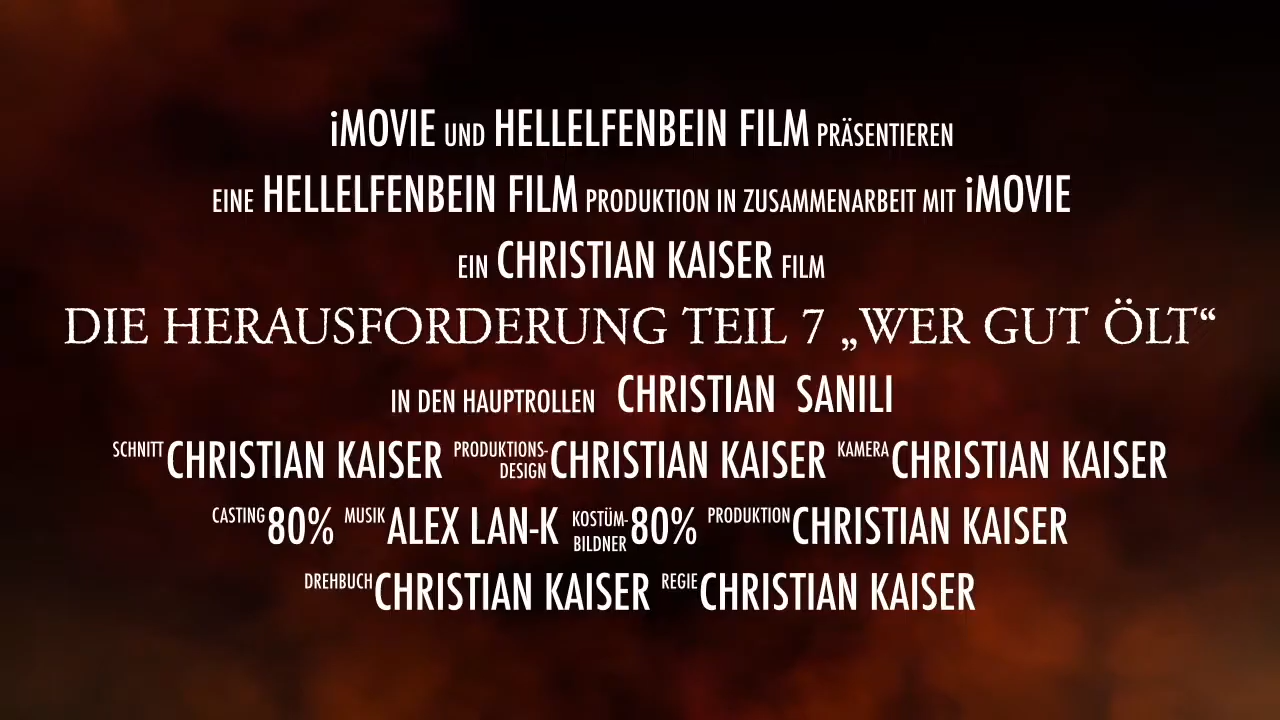 iMOVIE UND HELLELFENBEIN FILM PRÄSENTIEREN
EINE HELLELFENBEIN FILM PRODUKTION IN ZUSAMMENARBEIT MIT iMOVIE
EIN CHRISTIAN KAISER FILM
DIE HERAUSFORDERUNG TEIL 7 „WER GUT ÖLT“
IN DEN HAUPTROLLEN CHRISTIAN SANILI
SCHNITT CHRISTIAN KAISER PRODUKTIONS-DESIGN CHRISTIAN KAISER KAMERA CHRISTIAN KAISER
CASTING 80% MUSIK ALEX LAN-K KOSTÜM-BILDNER 80% PRODUKTION CHRISTIAN KAISER
DREHBUCH CHRISTIAN KAISER REGIE CHRISTIAN KAISER